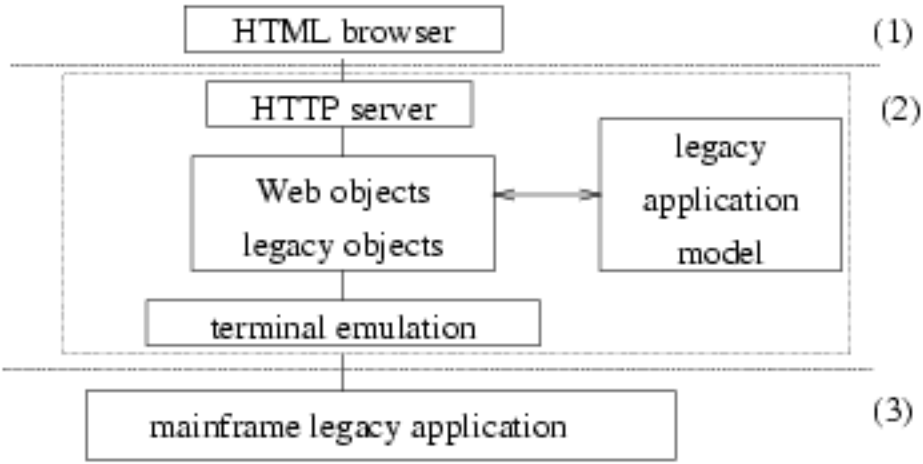 HTML browser
(1)
HTTP server
(2)
Web objects
legacy objects
legacy
application
model
terminal emulation
mainframe legacy application
(3)